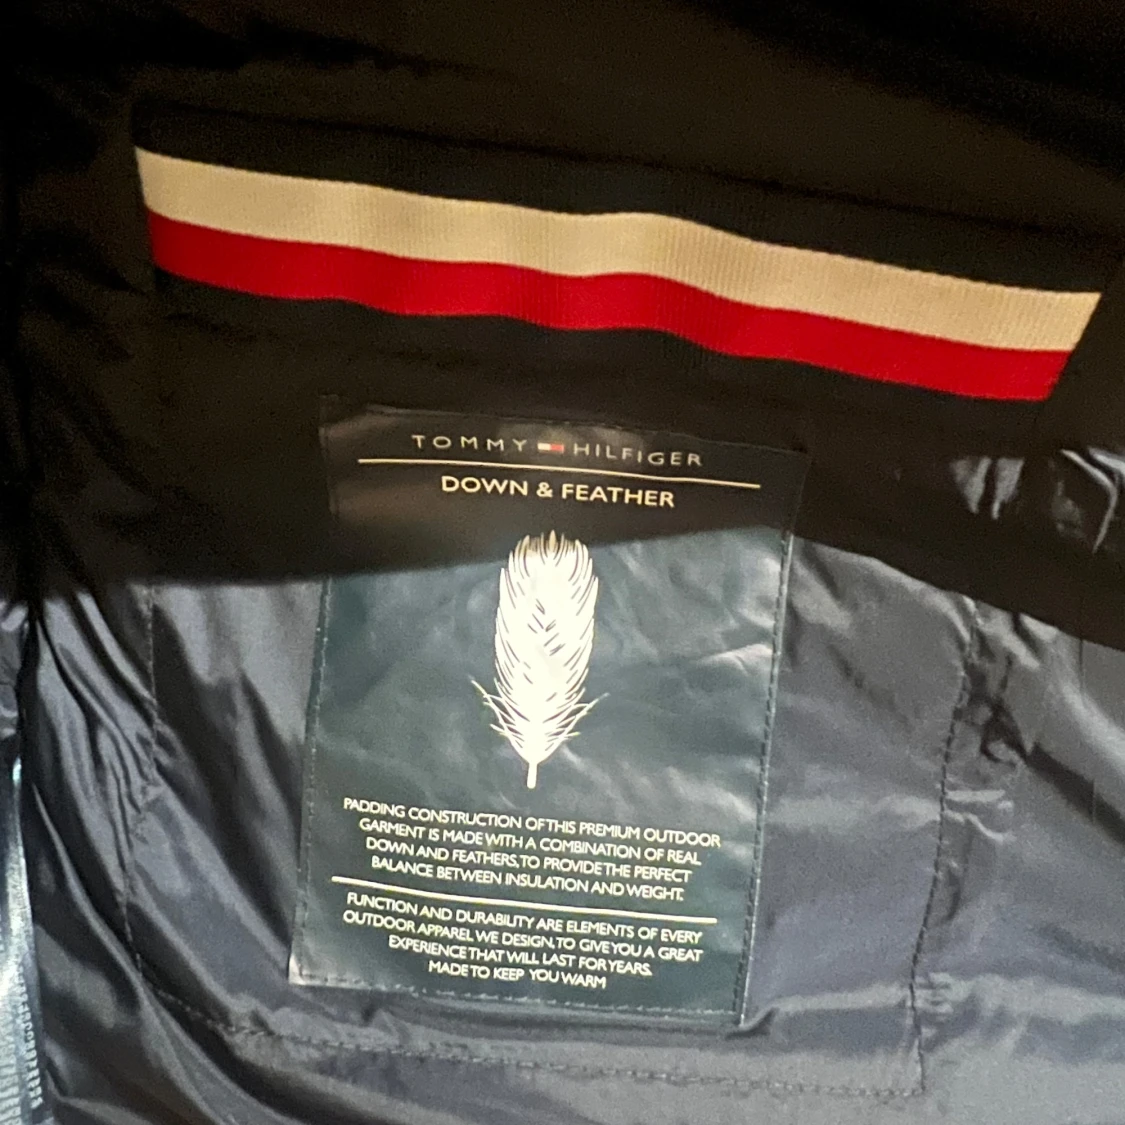 TOMMY HILFIGER
DOWN & FEATHER
PADDING CONSTRUCTION OF THIS PREMIUM OUTDOOR
GARMENT IS MADE WITH A COMBINATION OF REAL
DOWN AND FEATHERS, TO PROVIDE THE PERFECT
BALANCE BETWEEN INSULATION AND WEIGHT.
FUNCTION AND DURABILITY ARE ELEMENTS OF EVERY
OUTDOOR APPAREL WE DESIGN, TO GIVE YOU A GREAT
EXPERIENCE THAT WILL LAST FOR YEARS.
MADE TO KEEP YOU WARM